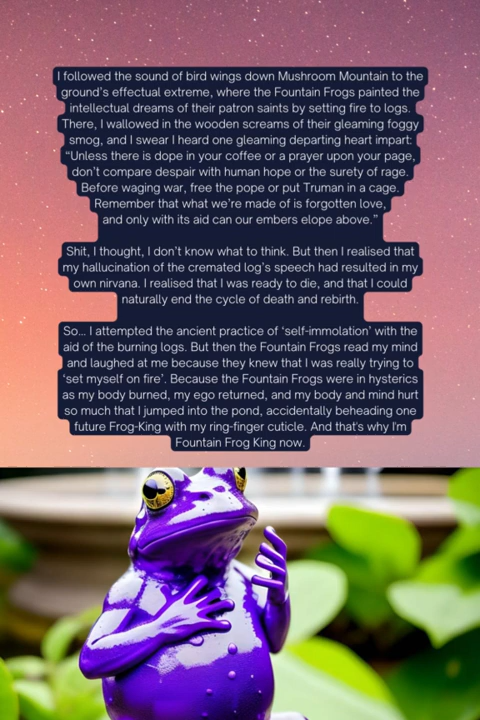 I followed the sound of bird wings down Mushroom Mountain to the
ground's effectual extreme, where the Fountain Frogs painted the
intellectual dreams of their patron saints by setting fire to logs.
There, I wallowed in the wooden screams of their gleaming foggy
smog, and I swear I heard one gleaming departing heart impart:
“Unless there is dope in your coffee or a prayer upon your page,
don't compare despair with human hope or the surety of rage.
Before waging war, free the pope or put Truman in a cage.
Remember that what we're made of is forgotten love,
and only with its aid can our embers elope above.”
Shit, I thought, I don't know what to think. But then I realised that
my hallucination of the cremated log's speech had resulted in my
own nirvana. I realised that I was ready to die, and that I could
naturally end the cycle of death and rebirth.
So... I attempted the ancient practice of ‘self-immolation’ with the
aid of the burning logs. But then the Fountain Frogs read my mind
and laughed at me because they knew that I was really trying to
‘set myself on fire’. Because the Fountain Frogs were in hysterics
as my body burned, my ego returned, and my body and mind hurt
so much that I jumped into the pond, accidentally beheading one
future Frog-King with my ring-finger cuticle. And that's why I'm
Fountain Frog King now.